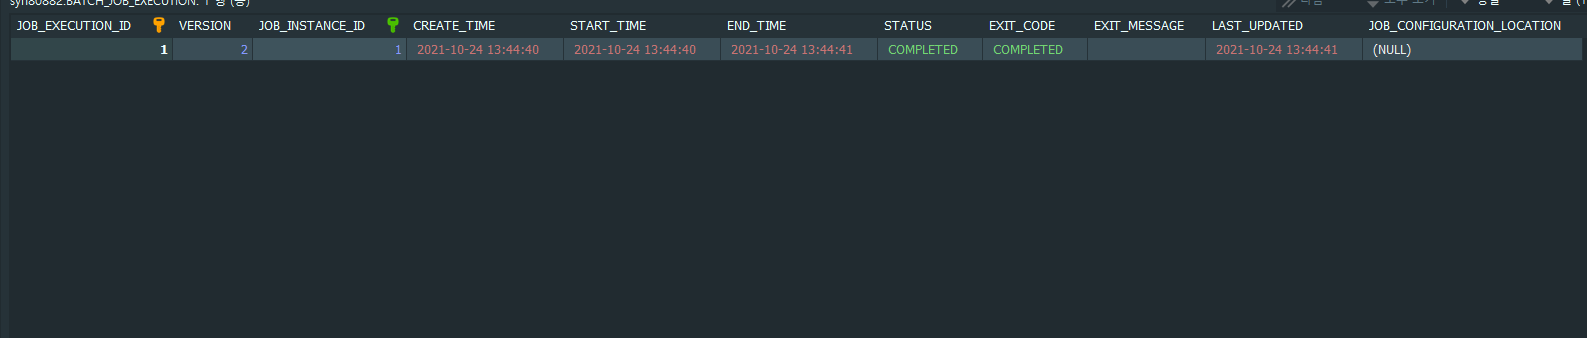 syn80882.BATCH_JOB_EXECUTION: 1 행 (총)
JOB_EXECUTION_ID VERSION JOB_INSTANCE_ID CREATE_TIME START_TIME END_TIME STATUS EXIT_CODE EXIT_MESSAGE LAST_UPDATED JOB_CONFIGURATION_LOCATION
1 2 1 2021-10-24 13:44:40 2021-10-24 13:44:40 2021-10-24 13:44:41 COMPLETED COMPLETED 2021-10-24 13:44:41 (NULL)